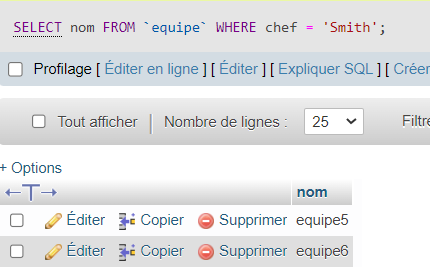 SELECT nom FROM `equipe` WHERE chef = 'Smith';
Profilage [ Éditer en ligne ] [ Éditer ] [ Expliquer SQL ] [ Créer
Tout afficher | Nombre de lignes : 25 Filtre
+ Options
←T→ nom
Éditer Copier Supprimer equipe5
Éditer Copier Supprimer equipe6